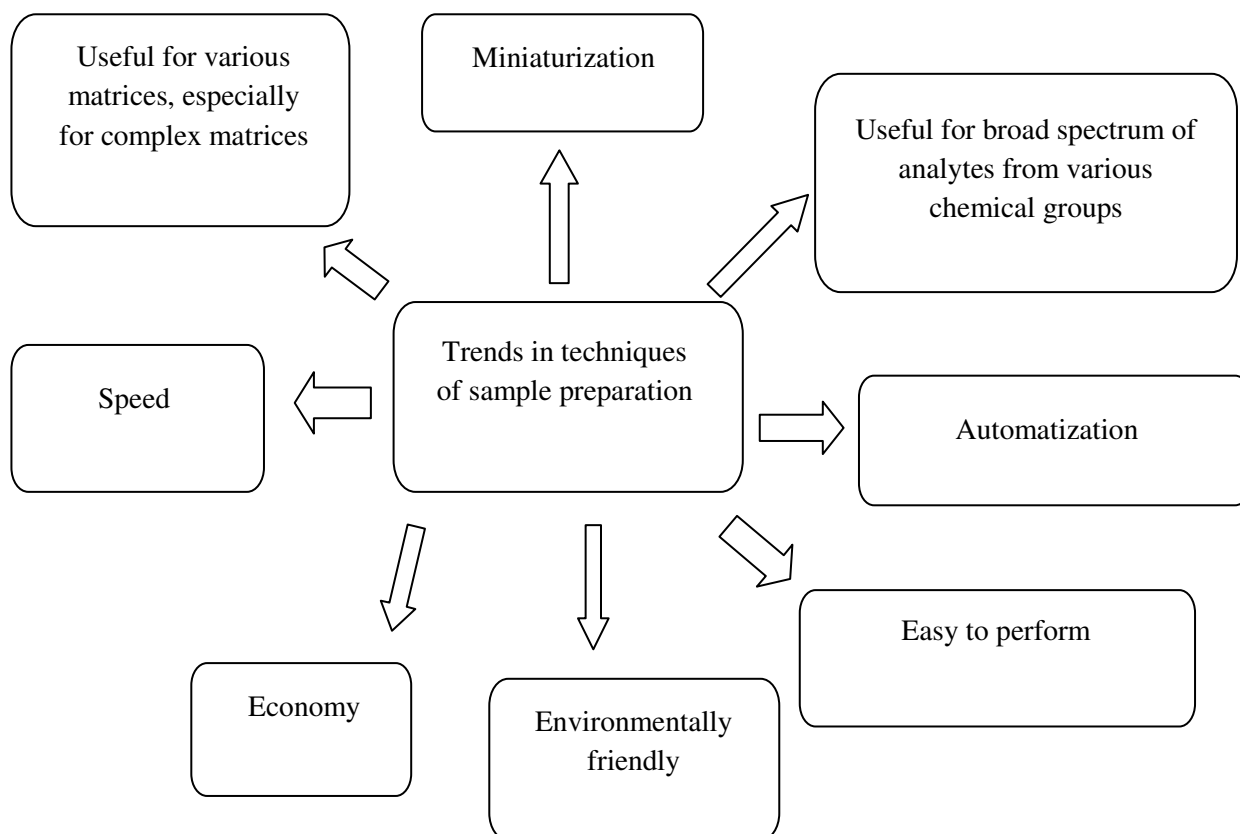 Useful for various
matrices, especially
for complex matrices
Miniaturization
Useful for broad spectrum of
analytes from various
chemical groups
Trends in techniques
of sample preparation
Speed
Automatization
Easy to perform
Economy
Environmentally
friendly